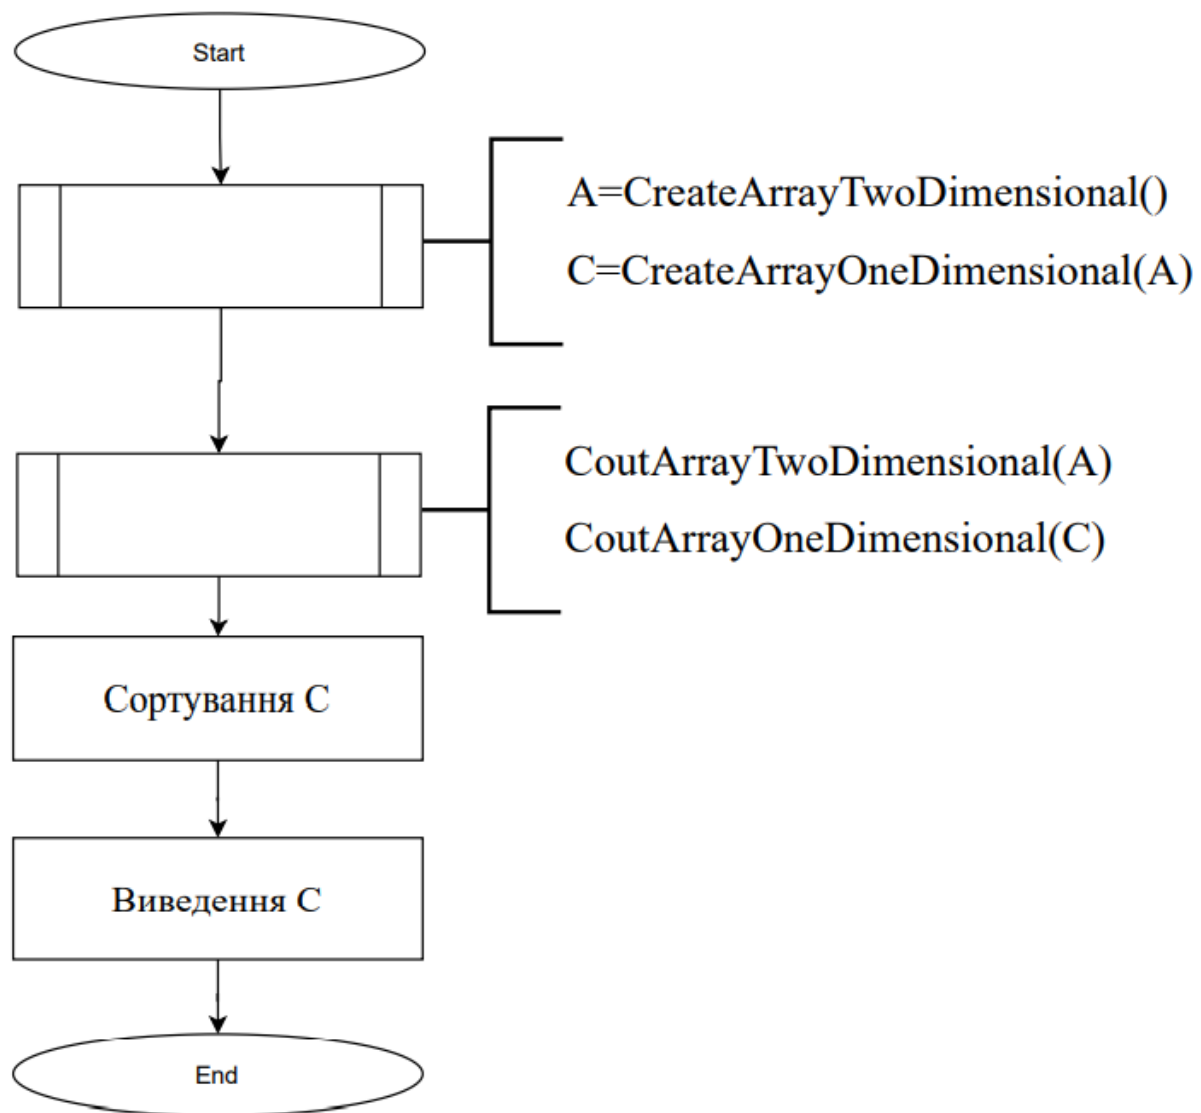 Start
A=CreateArrayTwoDimensional()
C=CreateArrayOneDimensional(A)
CoutArrayTwoDimensional(A)
CoutArrayOneDimensional(C)
Сортування С
Виведення С
End